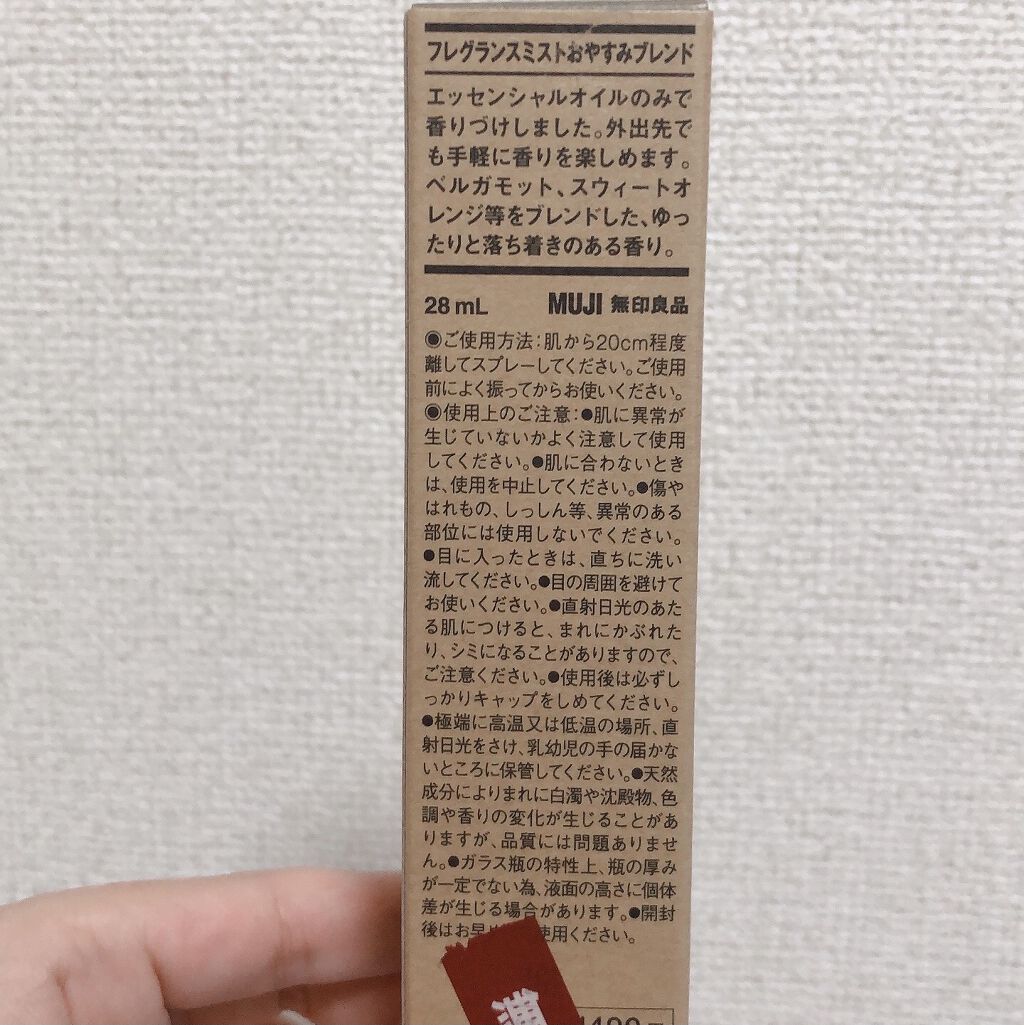 フレグランスミストおやすみブレンド
エッセンシャルオイルのみで
香りづけしました。外出先で
も手軽に香りを楽しめます。
ベルガモット、スウィートオ
レンジ等をブレンドした、ゆっ
たりと落ち着きのある香り。
28 mL MUJI 無印良品
◉ご使用方法:肌から20cm程度
離してスプレーしてください。ご使用
前によく振ってからお使いください。
◉使用上のご注意:●肌に異常が
生じていないかよく注意して使用
してください。●肌に合わないとき
は、使用を中止してください。●傷や
はれもの、しっしん等、異常のある
部位には使用しないでください。
●目に入ったときは、直ちに洗い
流してください。●目の周囲を避けて
お使いください。●直射日光のあた
る肌につけると、まれにかぶれた
り、シミになることがありますので、
ご注意ください。●使用後は必ずし
っかりキャップをしめてください。
●極端に高温又は低温の場所、直
射日光をさけ、乳幼児の手の届かな
いところに保管してください。●天然
成分によりまれに白濁や沈殿物、色
調や香りの変化が生じることがあ
りますが、品質には問題ありませ
ん。●ガラス瓶の特性上、瓶の厚み
が一定でない為、液面の高さに個体
差が生じる場合があります。●開封
後はお早め 使用ください。